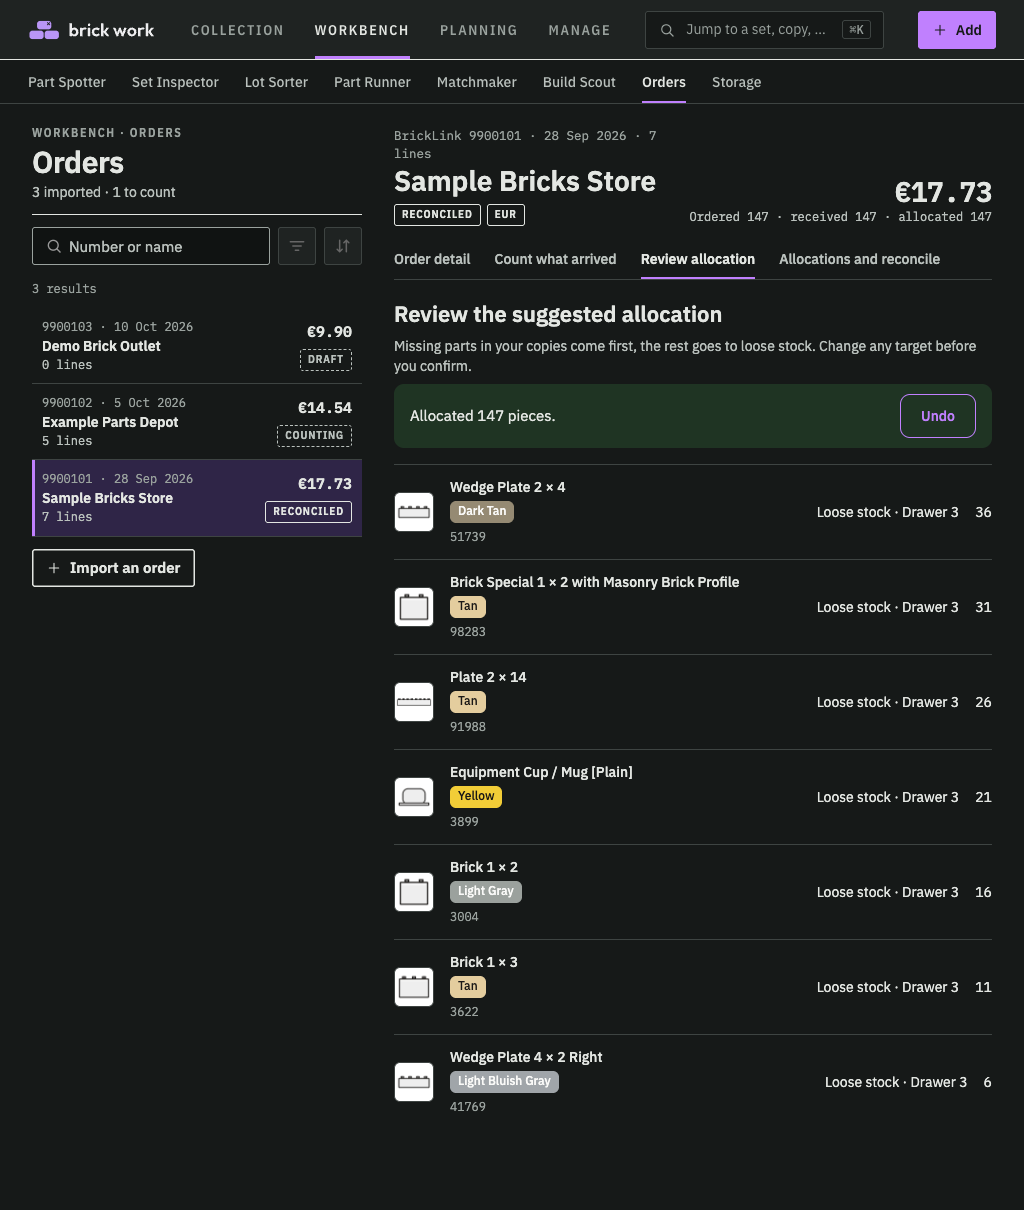 brick work
COLLECTION
WORKBENCH
PLANNING
MANAGE
Jump to a set, copy, ...
⌘K
Add
Part Spotter
Set Inspector
Lot Sorter
Part Runner
Matchmaker
Build Scout
Orders
Storage
WORKBENCH · ORDERS
Orders
3 imported · 1 to count
Number or name
3 results
9900103 · 10 Oct 2026
Demo Brick Outlet
0 lines
€9.90
DRAFT
9900102 · 5 Oct 2026
Example Parts Depot
5 lines
€14.54
COUNTING
9900101 · 28 Sep 2026
Sample Bricks Store
7 lines
€17.73
RECONCILED
Import an order
BrickLink 9900101 · 28 Sep 2026 · 7
lines
Sample Bricks Store
RECONCILED
EUR
€17.73
Ordered 147 · received 147 · allocated 147
Order detail
Count what arrived
Review allocation
Allocations and reconcile
Review the suggested allocation
Missing parts in your copies come first, the rest goes to loose stock. Change any target before
you confirm.
Allocated 147 pieces.
Undo
Wedge Plate 2 × 4
Dark Tan
51739
Loose stock · Drawer 3 36
Brick Special 1 × 2 with Masonry Brick Profile
Tan
98283
Loose stock · Drawer 3 31
Plate 2 × 14
Tan
91988
Loose stock · Drawer 3 26
Equipment Cup / Mug [Plain]
Yellow
3899
Loose stock · Drawer 3 21
Brick 1 × 2
Light Gray
3004
Loose stock · Drawer 3 16
Brick 1 × 3
Tan
3622
Loose stock · Drawer 3 11
Wedge Plate 4 × 2 Right
Light Bluish Gray
41769
Loose stock · Drawer 3 6